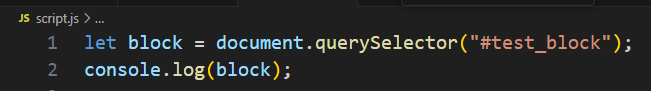 JS script.js > ...
1 let block = document.querySelector("#test_block");
2 console.log(block);